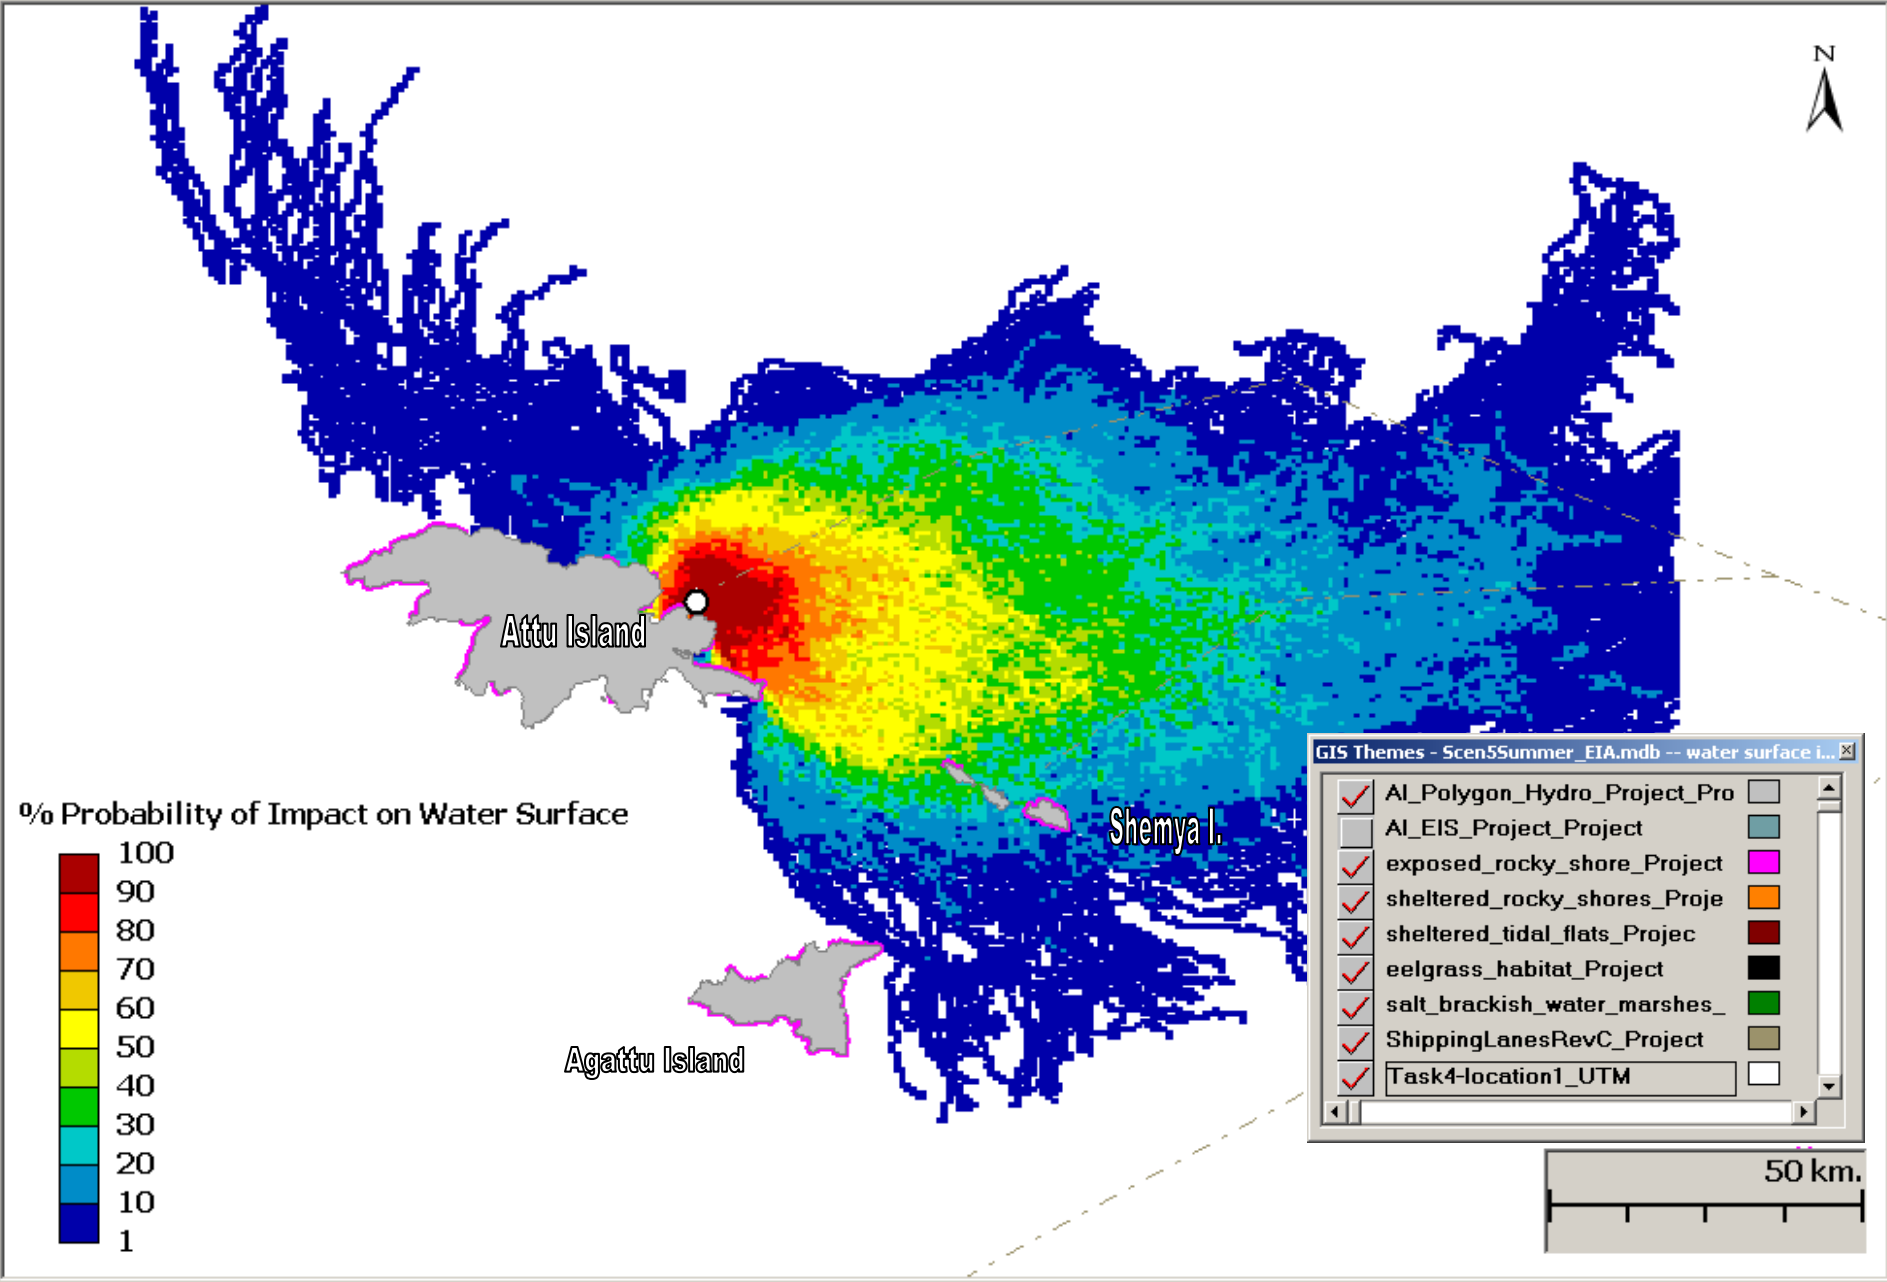 N
Attu Island
Shemya I.
Agattu Island
% Probability of Impact on Water Surface
100
90
80
70
60
50
40
30
20
10
1
GIS Themes - Scen5Summer_EIA.mdb -- water surface i...
AI_Polygon_Hydro_Project_Pro
AI_EIS_Project_Project
exposed_rocky_shore_Project
sheltered_rocky_shores_Proje
sheltered_tidal_flats_Projec
eelgrass_habitat_Project
salt_brackish_water_marshes_
ShippingLanesRevC_Project
Task4-location1_UTM
50 km.